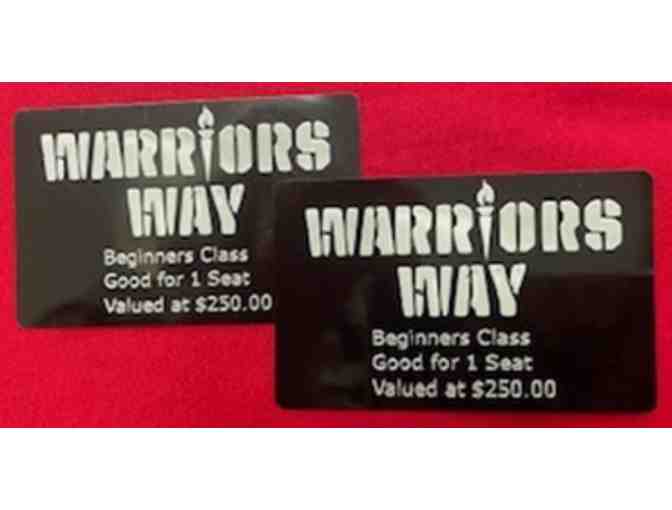 WARRIORS
WAY
Beginners Class
Good for 1 Seat
Valued at $250.00
WARRIORS
WAY
Beginners Class
Good for 1 Seat
Valued at $250.00